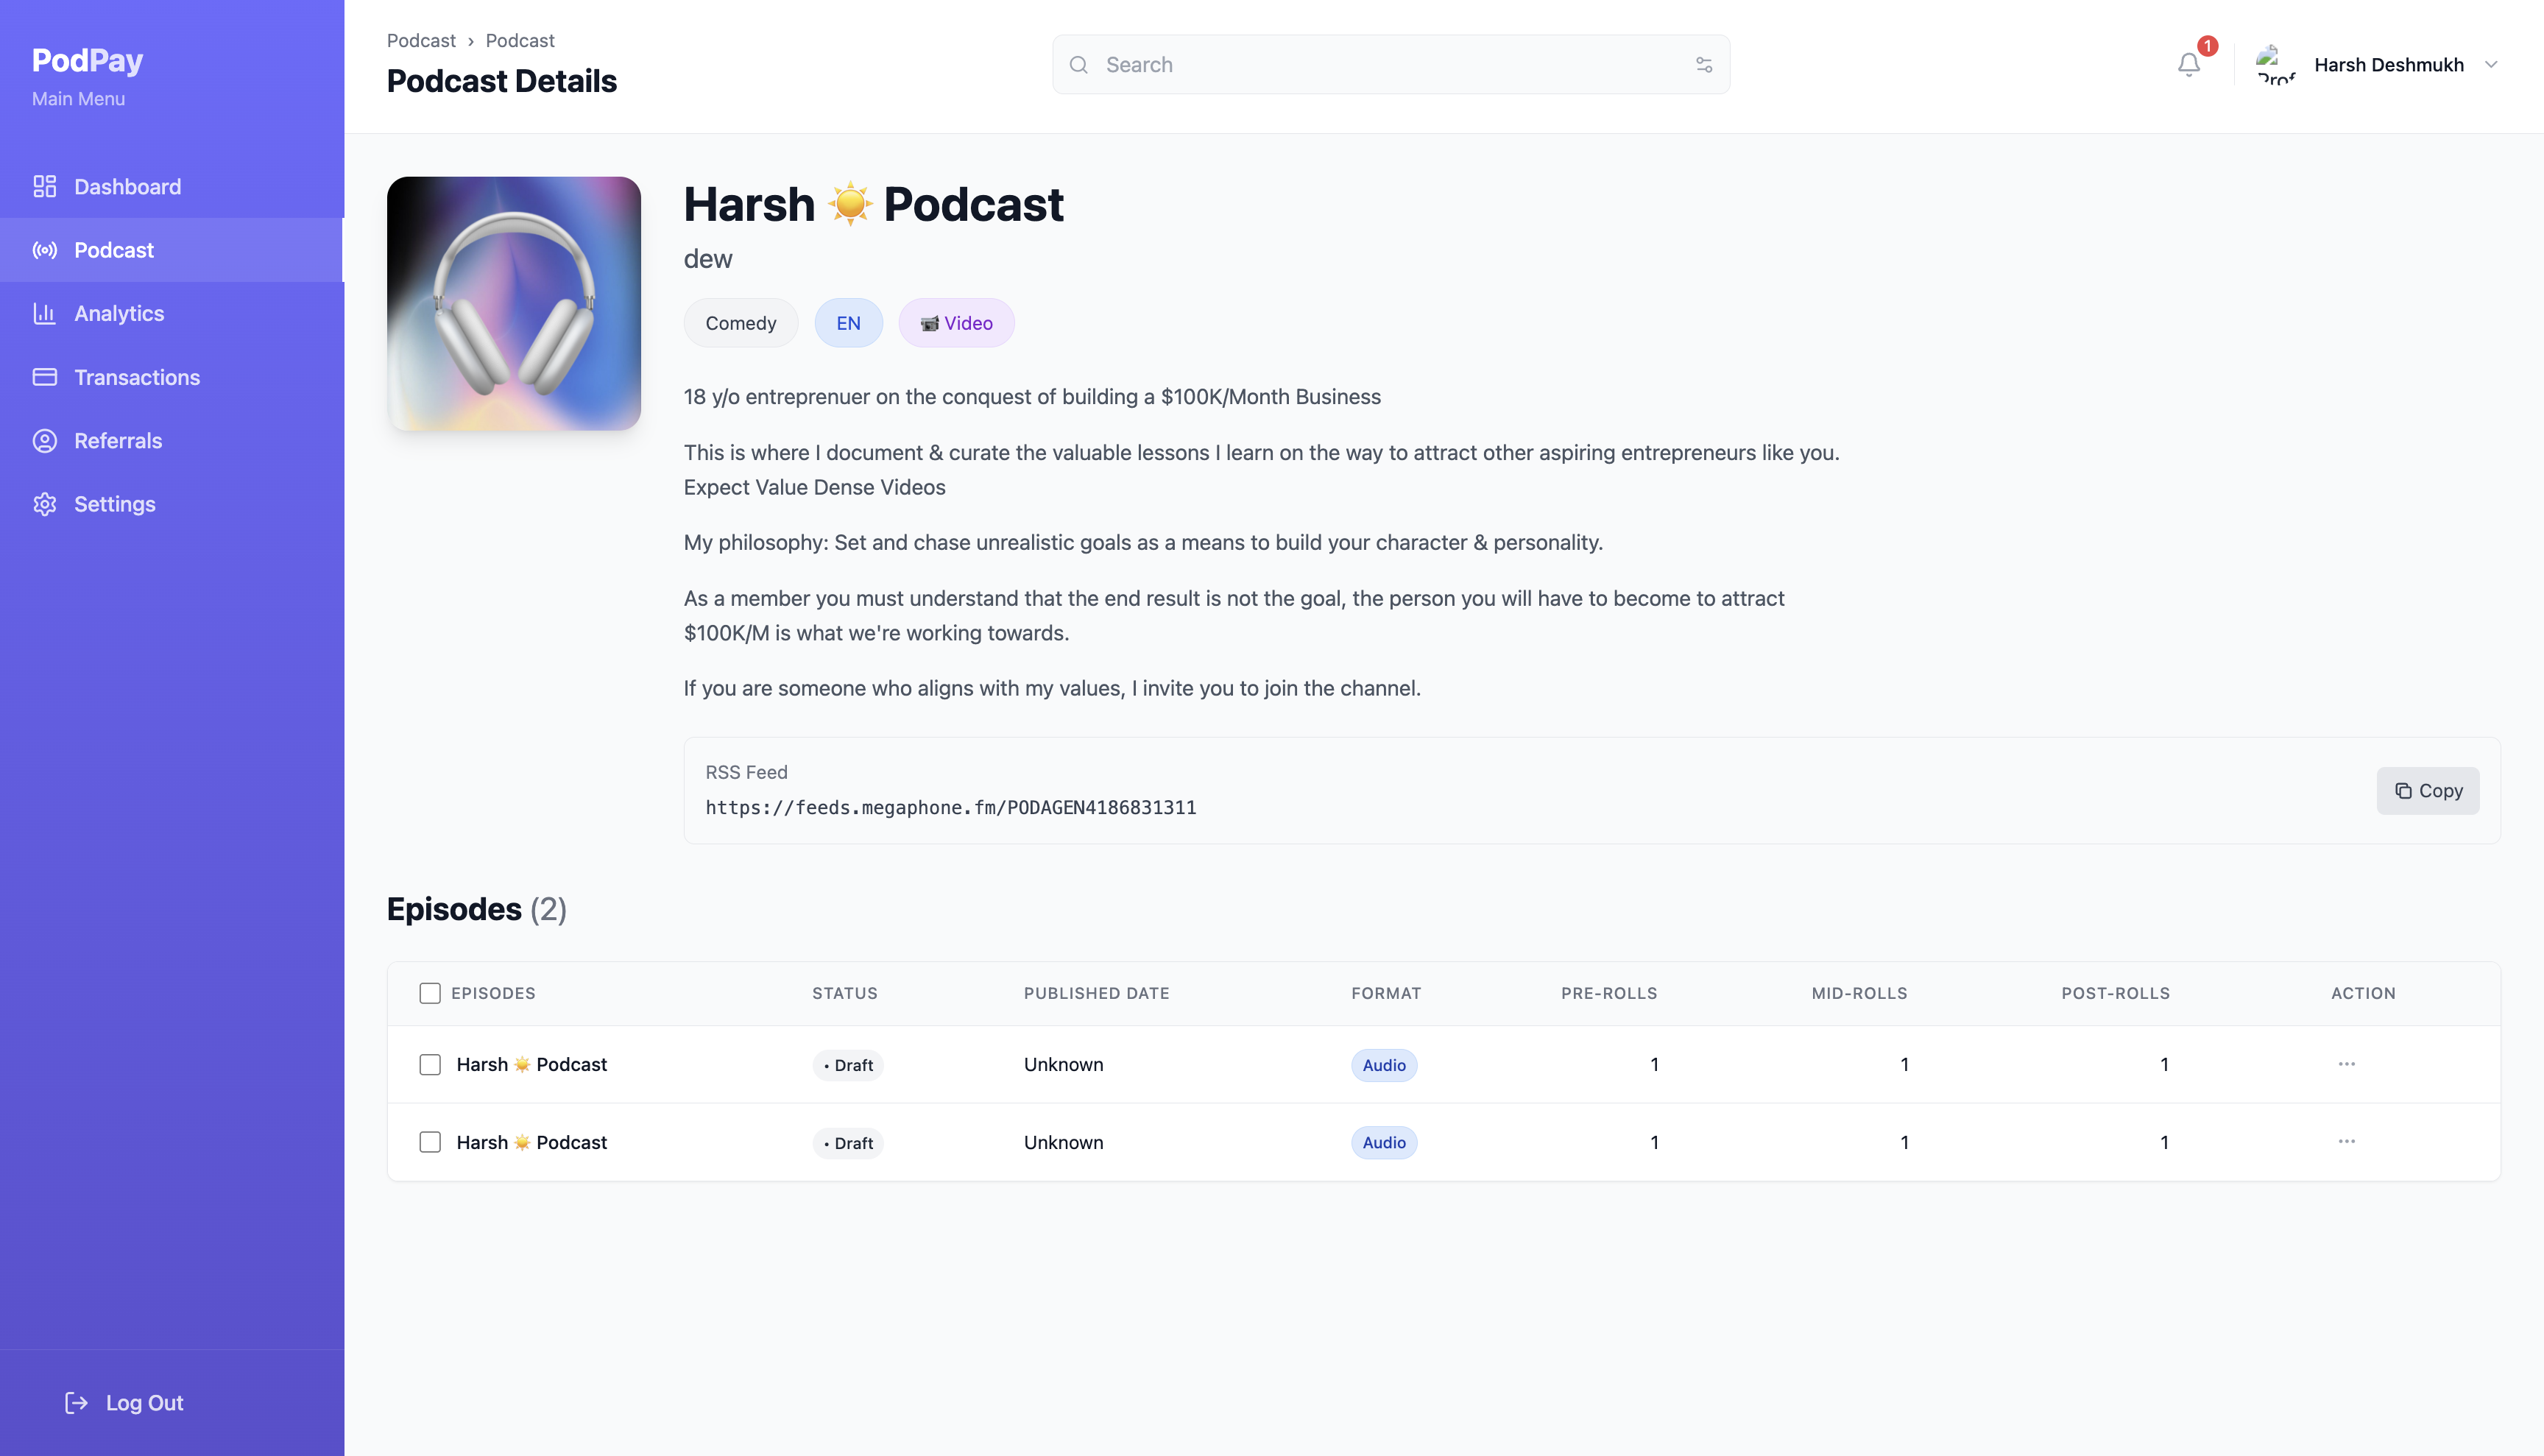 PodPay
Main Menu
Dashboard
Podcast
Analytics
Transactions
Referrals
Settings
Log Out
Podcast › Podcast
Podcast Details
Search
1
Prof
Harsh Deshmukh
Harsh ☀️ Podcast
dew
Comedy
EN
📹 Video
18 y/o entreprenuer on the conquest of building a $100K/Month Business
This is where I document & curate the valuable lessons I learn on the way to attract other aspiring entrepreneurs like you.
Expect Value Dense Videos
My philosophy: Set and chase unrealistic goals as a means to build your character & personality.
As a member you must understand that the end result is not the goal, the person you will have to become to attract
$100K/M is what we're working towards.
If you are someone who aligns with my values, I invite you to join the channel.
RSS Feed
https://feeds.megaphone.fm/PODAGEN4186831311
Copy
Episodes (2)
EPISODES STATUS PUBLISHED DATE FORMAT PRE-ROLLS MID-ROLLS POST-ROLLS ACTION
Harsh ☀️ Podcast • Draft Unknown Audio 1 1 1 ···
Harsh ☀️ Podcast • Draft Unknown Audio 1 1 1 ···